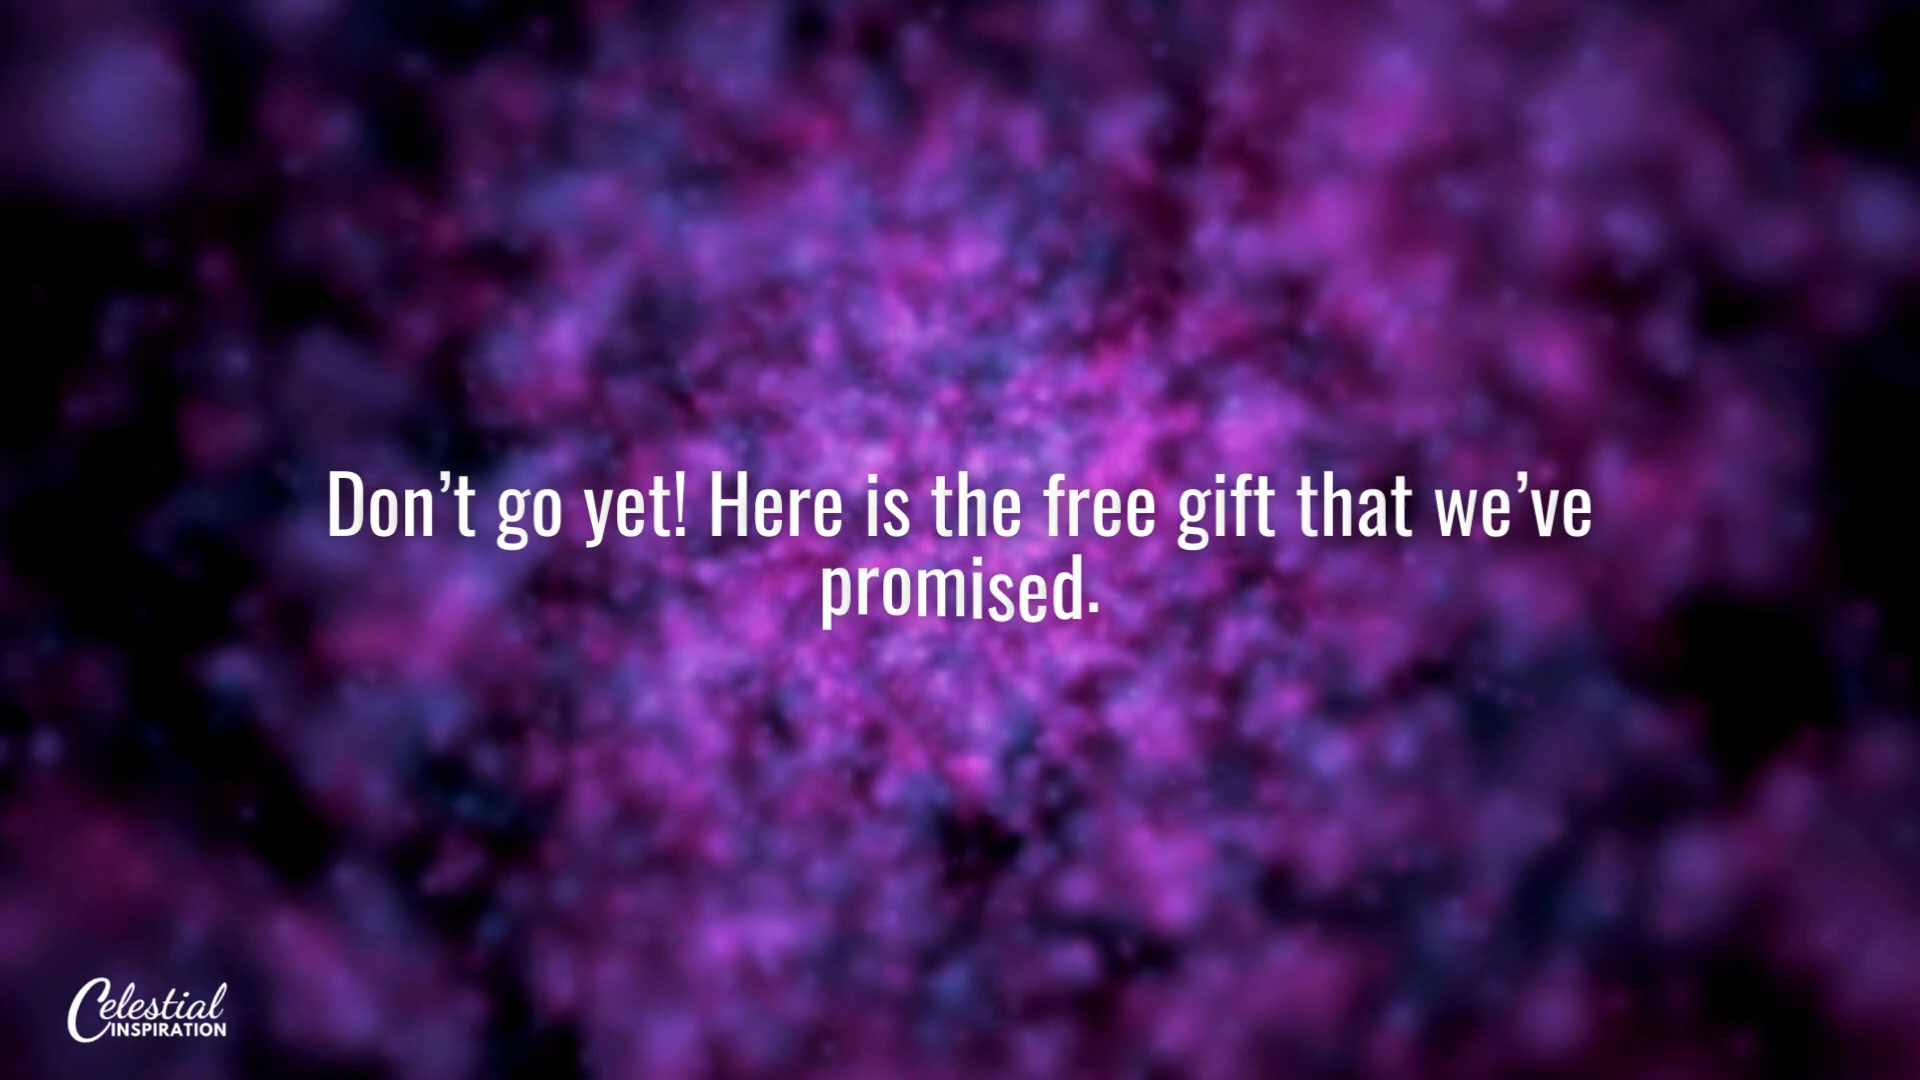 Don’t go yet! Here is the free gift that we’ve
promised.
Celestial
INSPIRATION